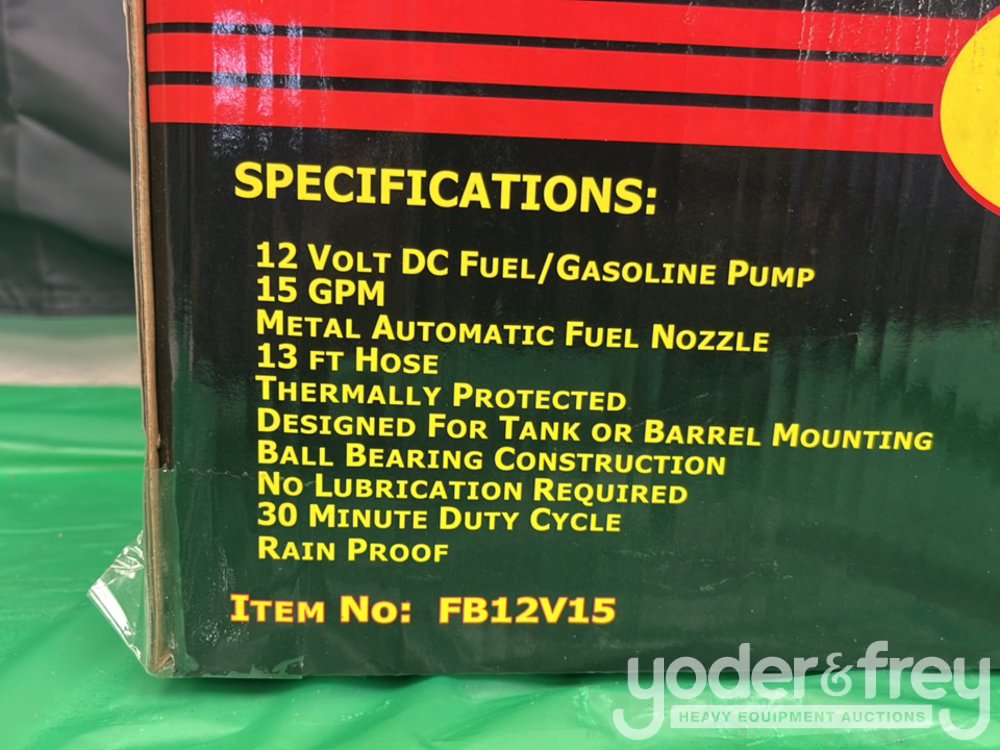 SPECIFICATIONS:
12 VOLT DC FUEL/GASOLINE PUMP
15 GPM
METAL AUTOMATIC FUEL NOZZLE
13 FT HOSE
THERMALLY PROTECTED
DESIGNED FOR TANK OR BARREL MOUNTING
BALL BEARING CONSTRUCTION
NO LUBRICATION REQUIRED
30 MINUTE DUTY CYCLE
RAIN PROOF
ITEM NO: FB12V15
yoder&frey
HEAVY EQUIPMENT AUCTIONS